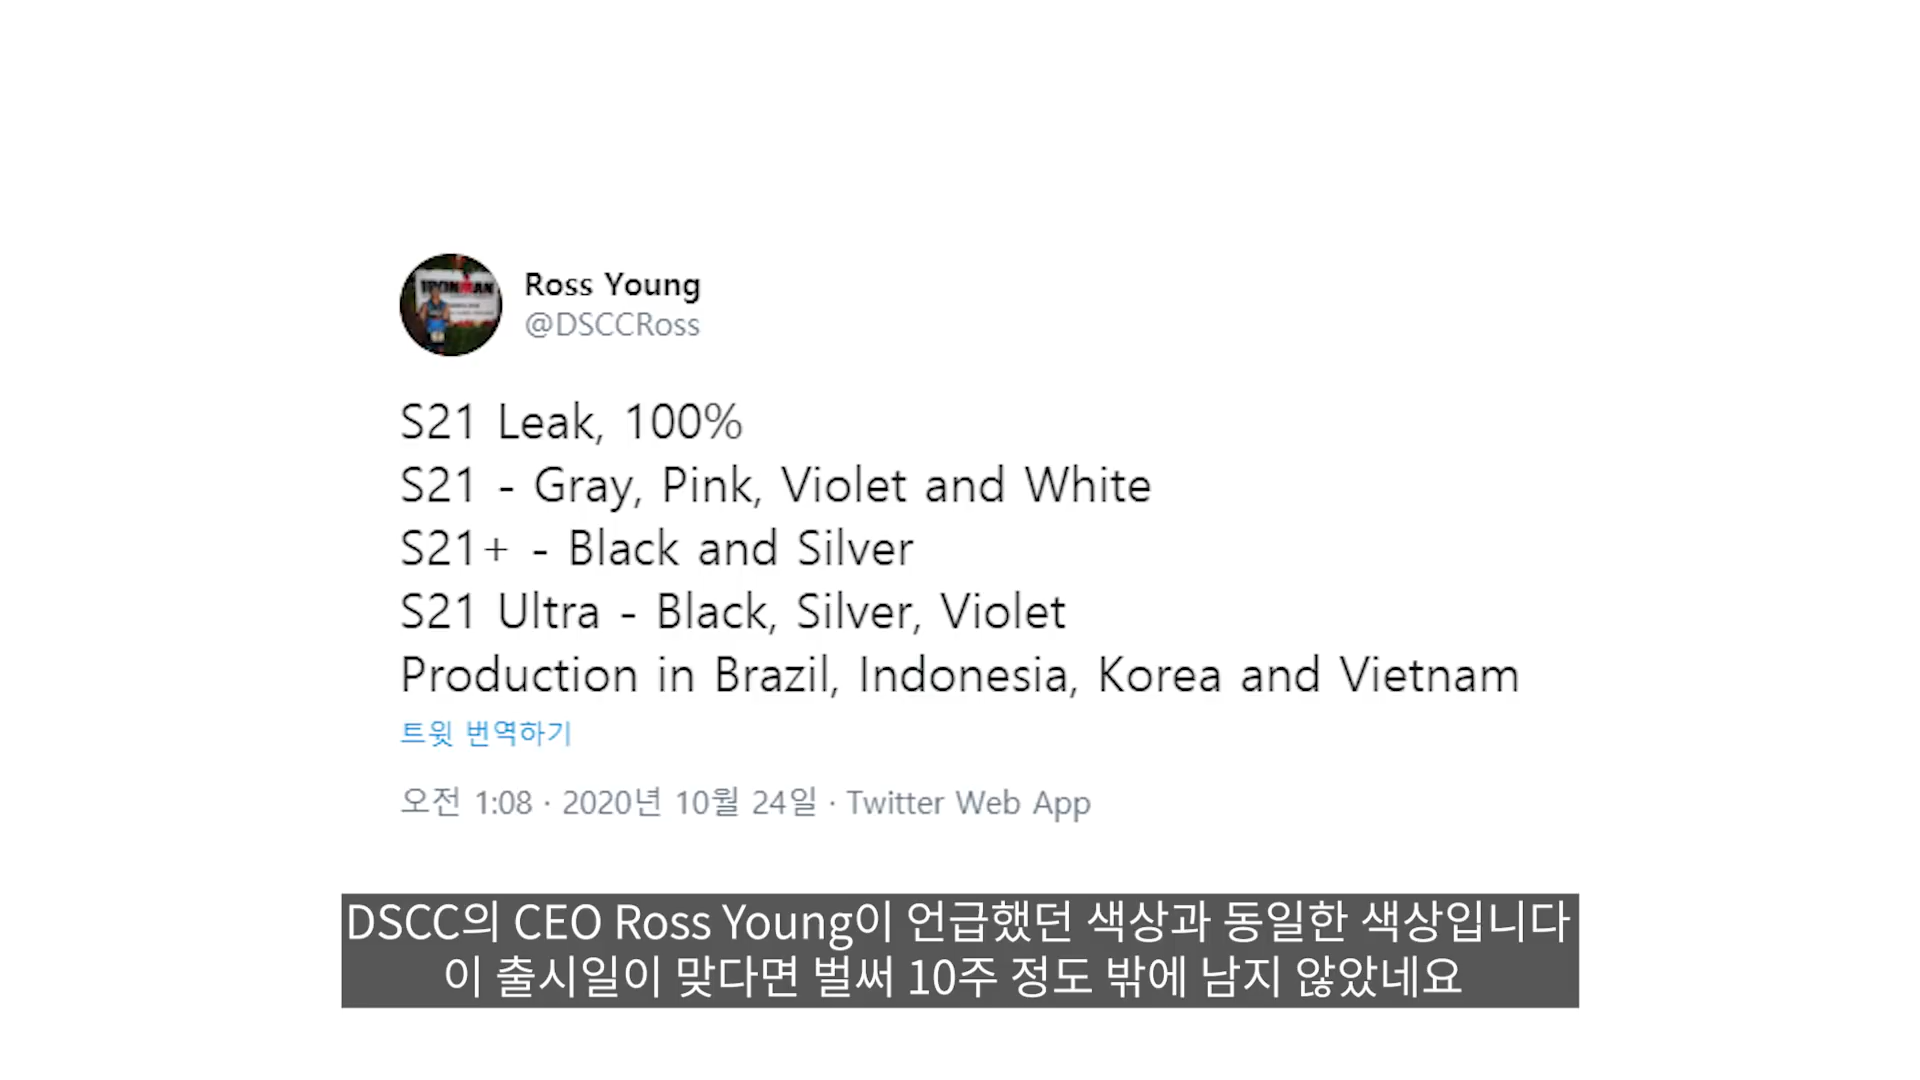 IRONMAN
Ross Young
@DSCCRoss
S21 Leak, 100%
S21 - Gray, Pink, Violet and White
S21+ - Black and Silver
S21 Ultra - Black, Silver, Violet
Production in Brazil, Indonesia, Korea and Vietnam
트윗 번역하기
오전 1:08 · 2020년 10월 24일 · Twitter Web App
DSCC의 CEO Ross Young이 언급했던 색상과 동일한 색상입니다
이 출시일이 맞다면 벌써 10주 정도 밖에 남지 않았네요